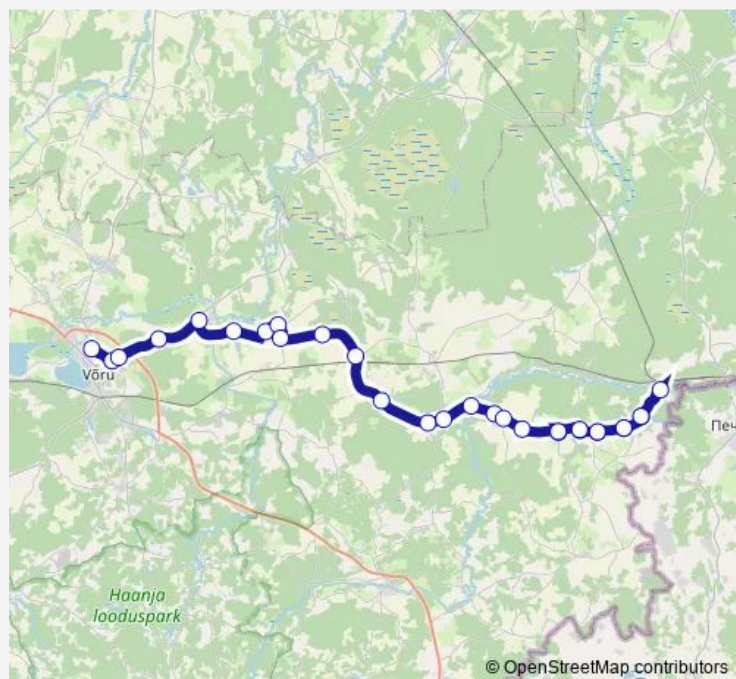 Võru
Печ
Haanja
looduspark
© OpenStreetMap contributors